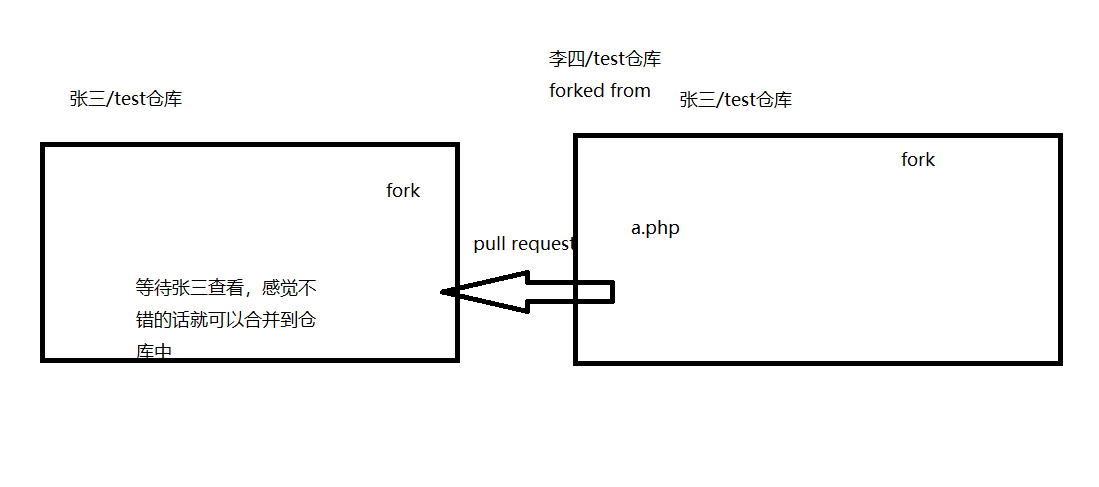 张三/test仓库
fork
等待张三查看，感觉不
错的话就可以合并到仓
库中
pull request
李四/test仓库
forked from
张三/test仓库
fork
a.php